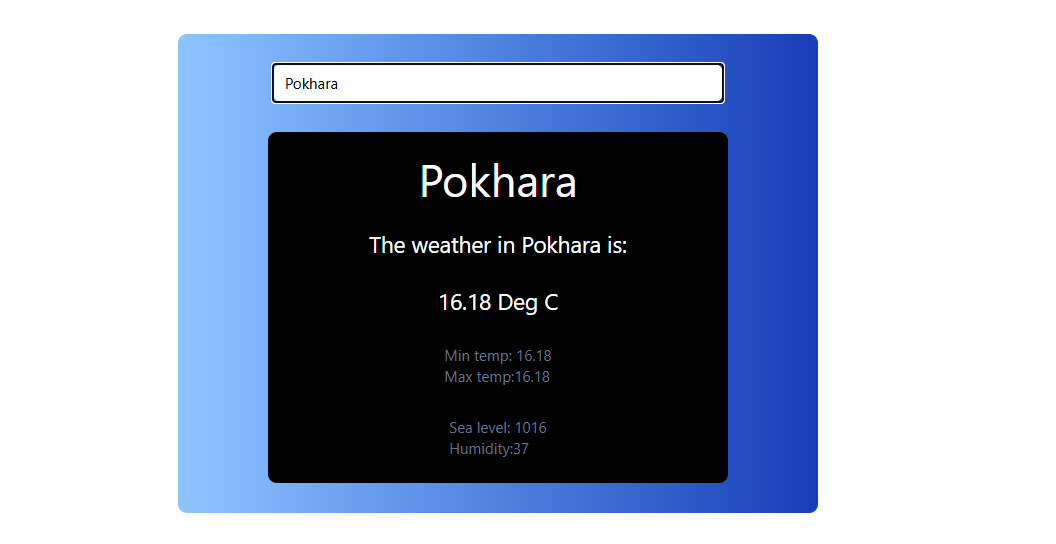 Pokhara
Pokhara
The weather in Pokhara is:
16.18 Deg C
Min temp: 16.18
Max temp:16.18
Sea level: 1016
Humidity:37